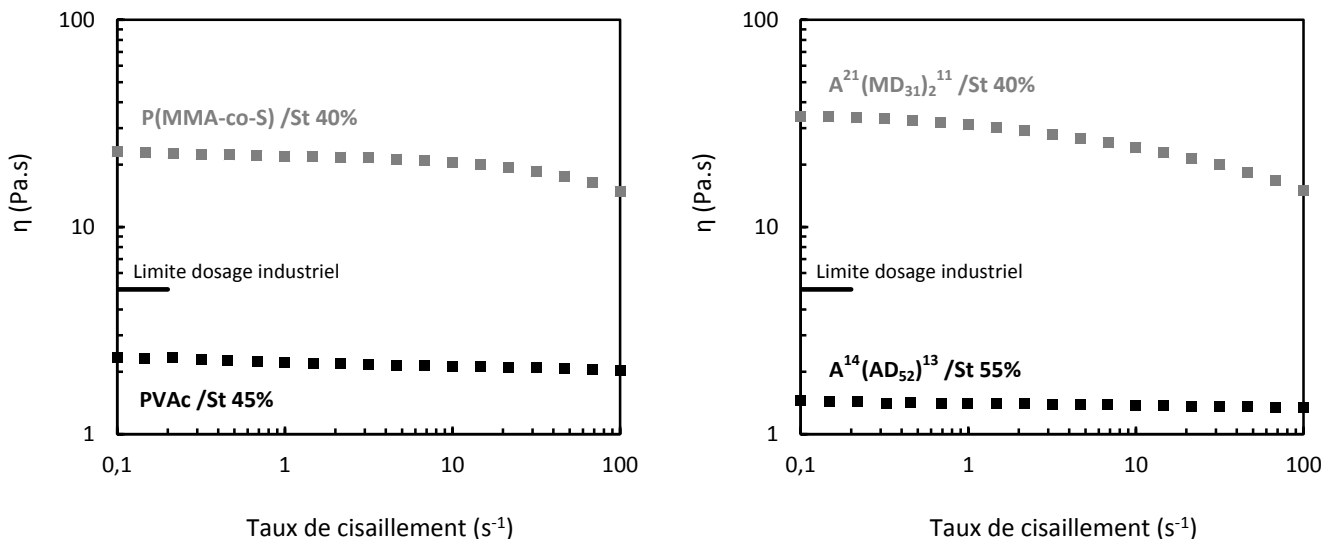 100
P(MMA-co-S) /St 40%
η (Pa.s)
10
Limite dosage industriel
PVAc /St 45%
1
0,1 1 10 100
Taux de cisaillement (s⁻¹)
100
A²¹(MD₃₁)₂¹¹ /St 40%
η (Pa.s)
10
Limite dosage industriel
A¹⁴(AD₅₂)¹³ /St 55%
1
0,1 1 10 100
Taux de cisaillement (s⁻¹)